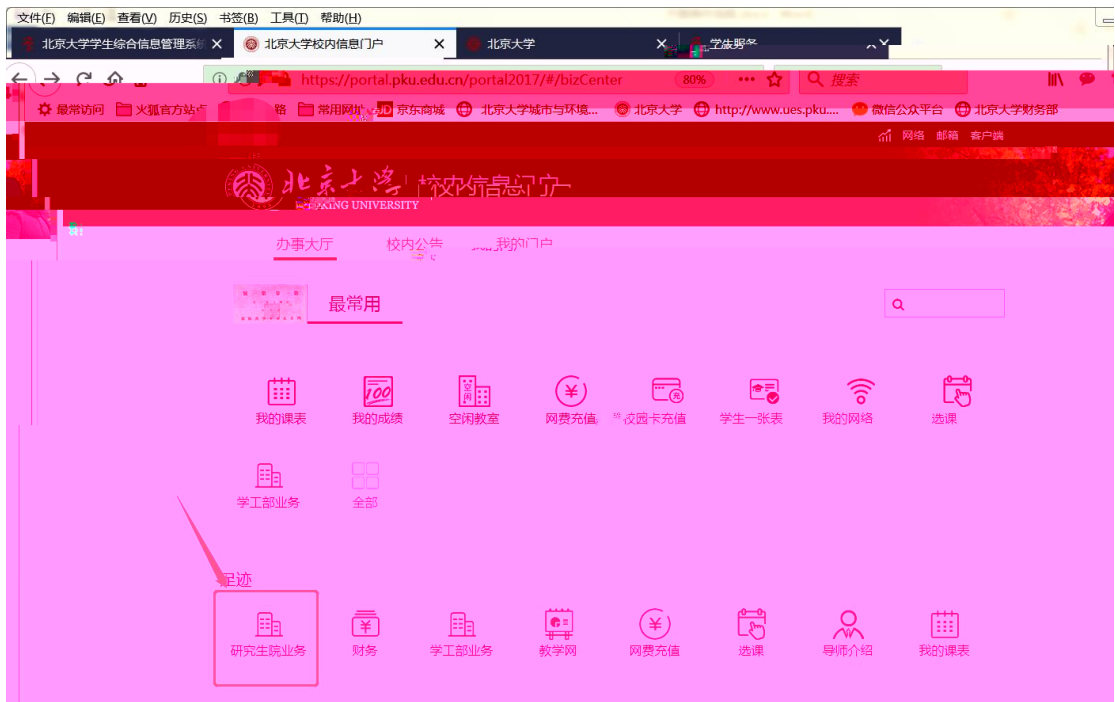 文件(F) 编辑(E) 查看(V) 历史(S) 书签(B) 工具(T) 帮助(H)
北京大学学生综合信息管理系统 北京大学校内信息门户 北京大学
https://portal.pku.edu.cn/portal2017/#/bizCenter 80% 搜索
最常访问 火狐官方站点 常用网址 JD 京东商城 北京大学城市与环境... 北京大学 http://www.ues.pku.... 微信公众平台 北京大学财务部
网络 邮箱 客户端
北京大学 校内信息门户
PEKING UNIVERSITY
办事大厅 校内公告 我的门户
最常用
我的课表 我的成绩 空闲教室 网费充值 校园卡充值 学生一张表 我的网络 选课
学工部业务 全部
足迹
研究生院业务 财务 学工部业务 教学网 网费充值 选课 导师介绍 我的课表